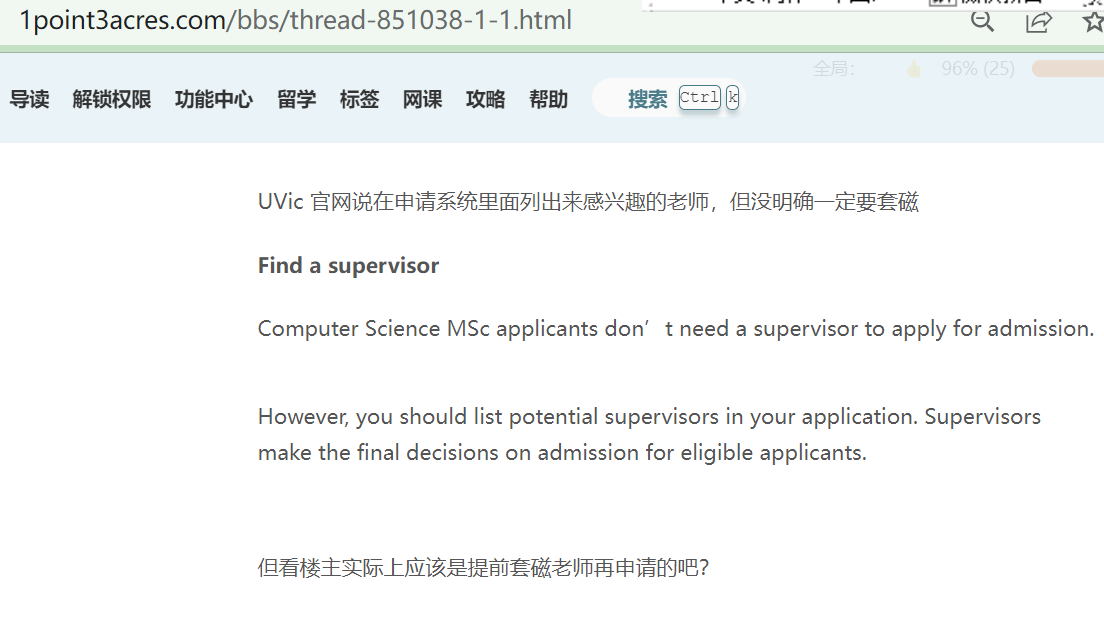 1point3acres.com/bbs/thread-851038-1-1.html
全局: 96% (25)
导读 解锁权限 功能中心 留学 标签 网课 攻略 帮助 搜索 Ctrl k
UVic 官网说在申请系统里面列出来感兴趣的老师，但没明确一定要套磁
Find a supervisor
Computer Science MSc applicants don’t need a supervisor to apply for admission.
However, you should list potential supervisors in your application. Supervisors
make the final decisions on admission for eligible applicants.
但看楼主实际上应该是提前套磁老师再申请的吧？